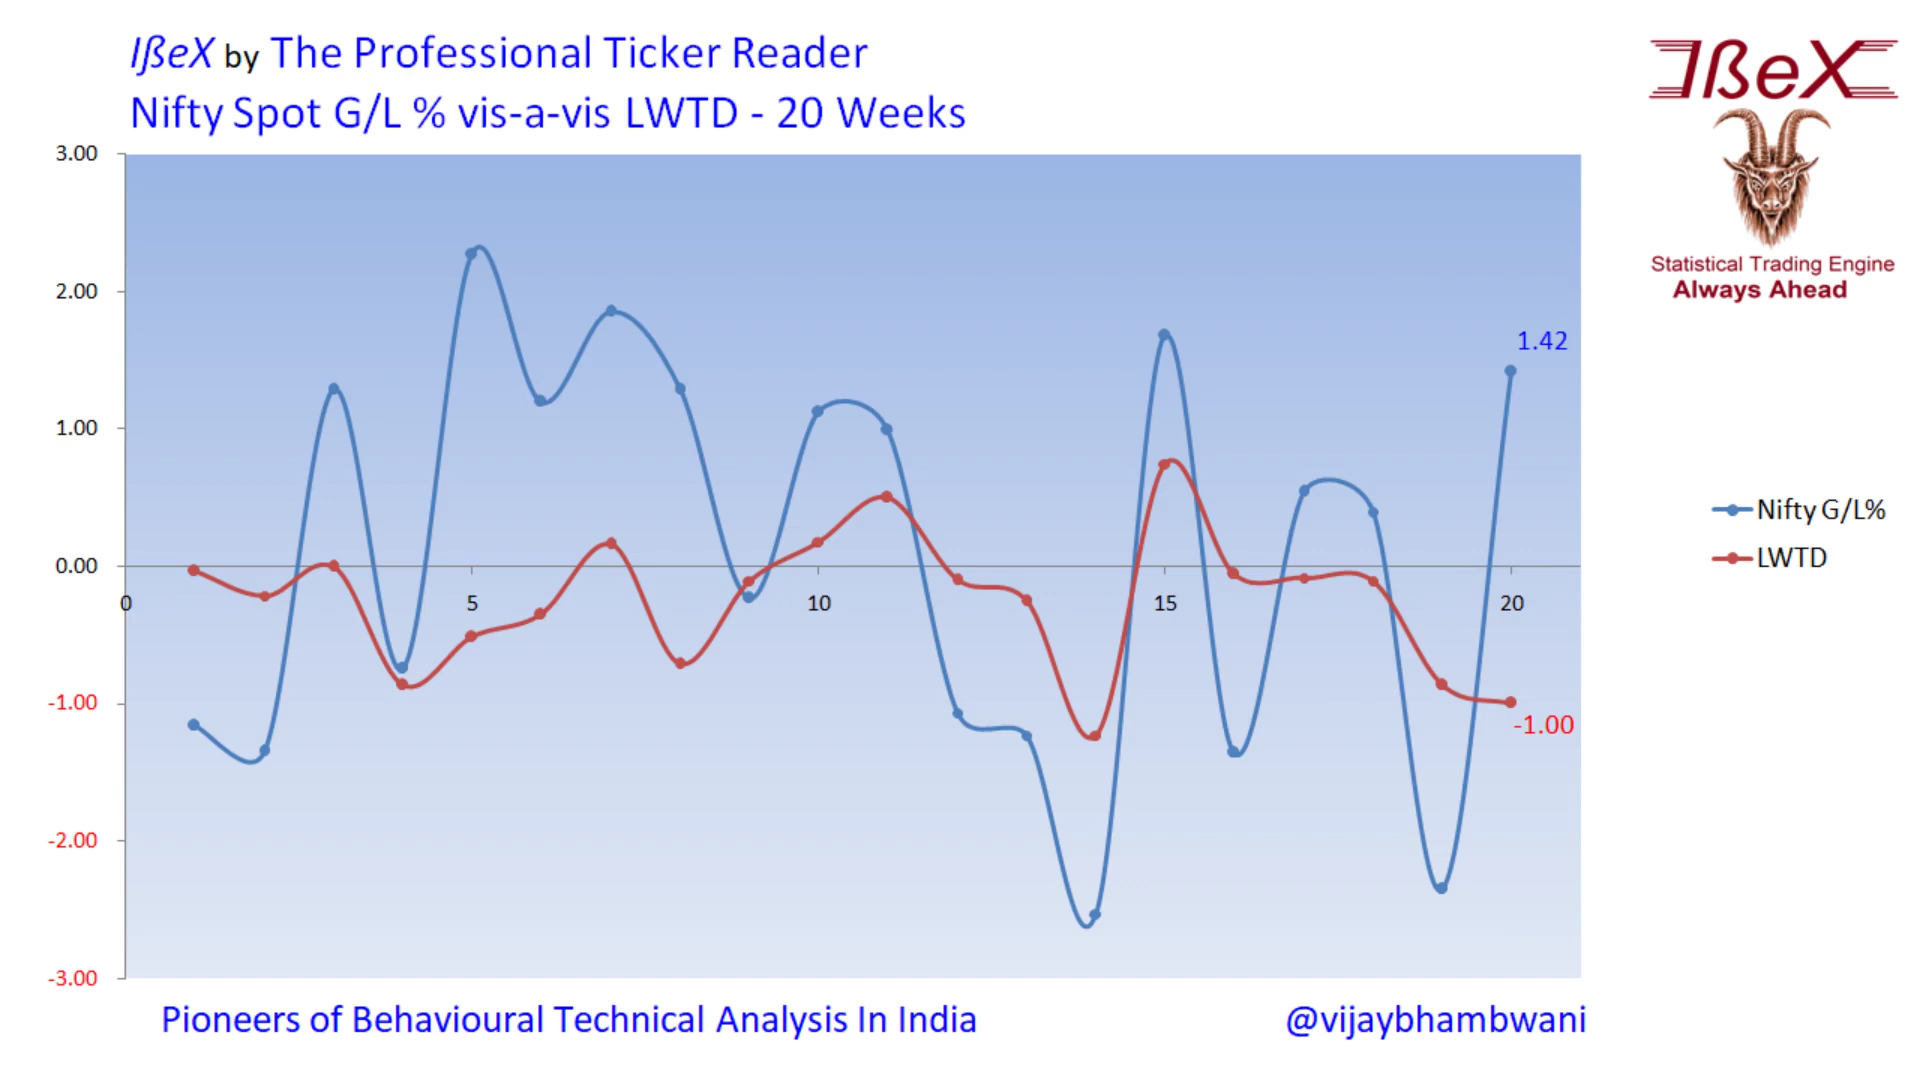 IßeX by The Professional Ticker Reader
Nifty Spot G/L % vis-a-vis LWTD - 20 Weeks
IßeX
Statistical Trading Engine
Always Ahead
3.00
2.00
1.00
0.00
-1.00
-2.00
-3.00
0
5
10
15
20
1.42
-1.00
Nifty G/L%
LWTD
Pioneers of Behavioural Technical Analysis In India
@vijaybhambwani